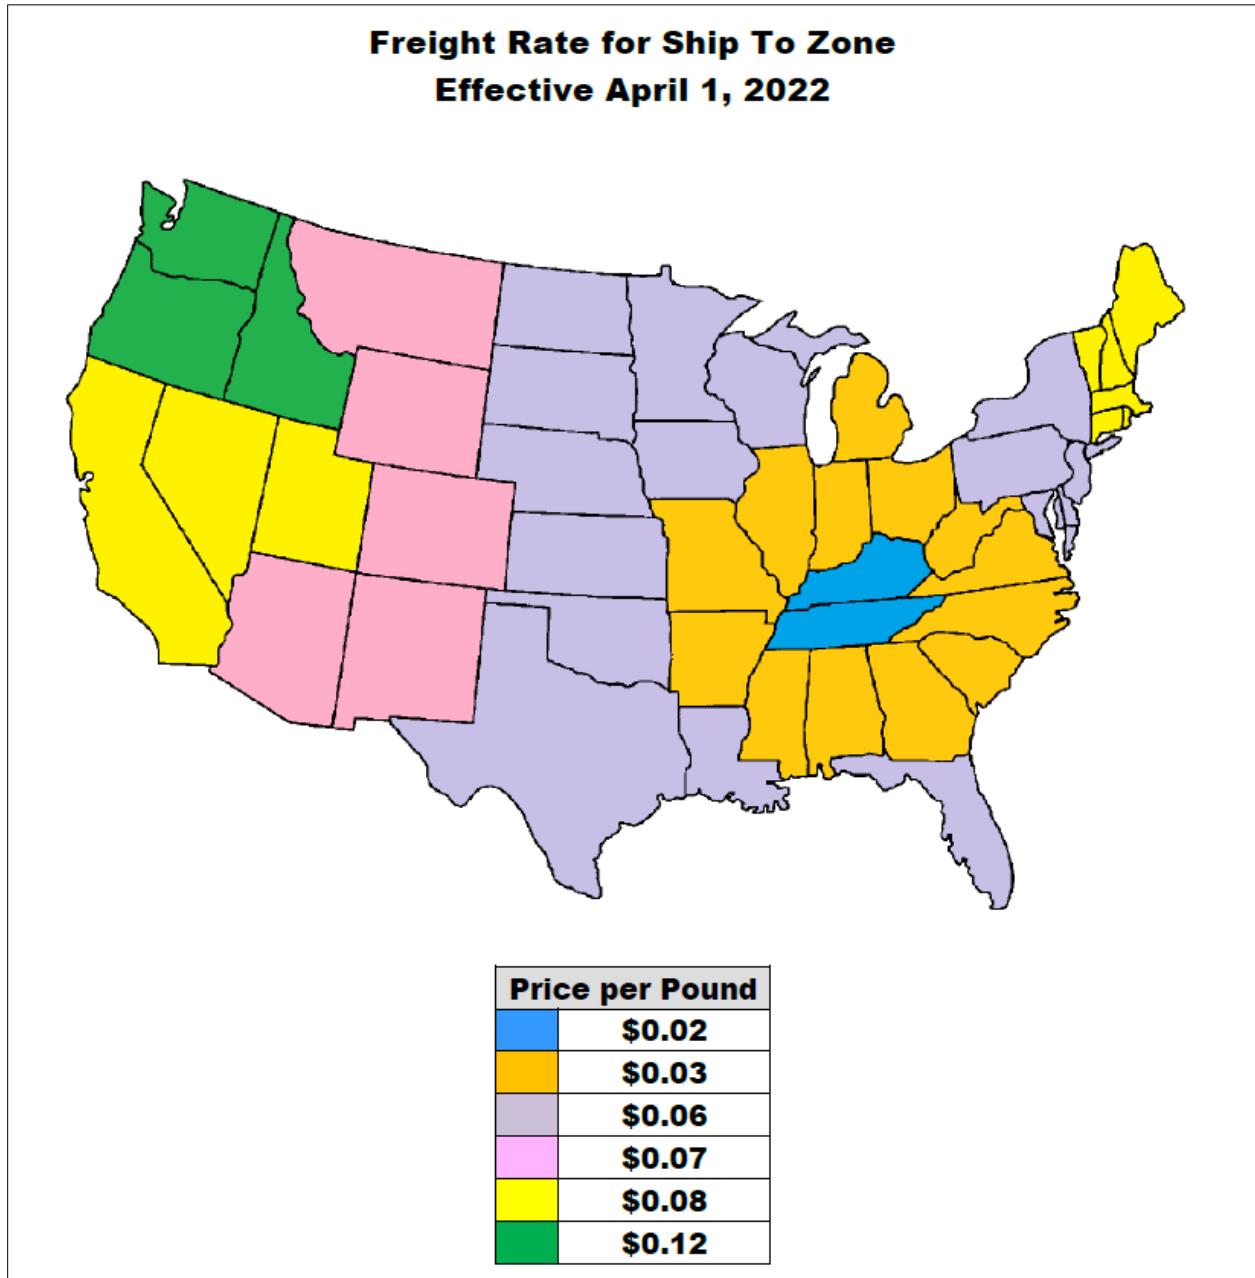 Freight Rate for Ship To Zone
Effective April 1, 2022
Price per Pound
$0.02
$0.03
$0.06
$0.07
$0.08
$0.12